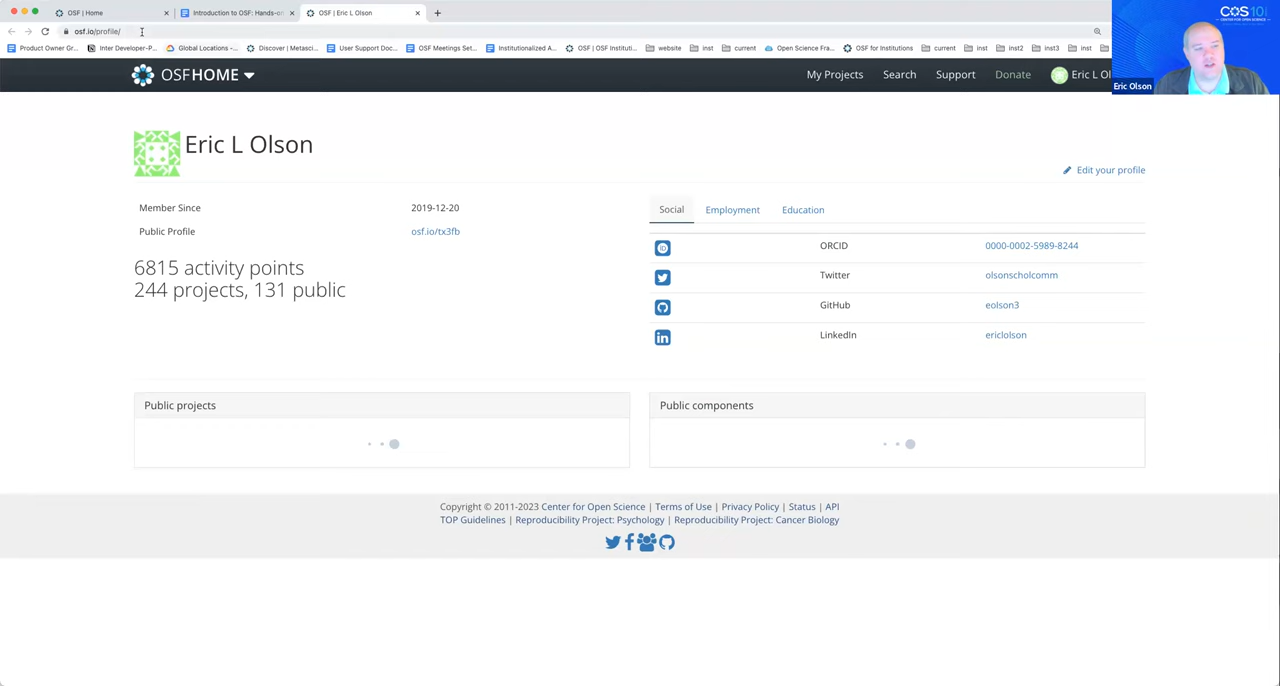 OSF | Home
Introduction to OSF: Hands-on
OSF | Eric L Olson
osf.io/profile/
Product Owner Gr...
Inter Developer-P...
Global Locations -...
Discover | Metasci...
User Support Doc...
OSF Meetings Set...
Institutionalized A...
OSF | OSF Instituti...
website
inst
current
Open Science Fra...
OSF for Institutions
current
inst
inst2
inst3
inst
COS10
CENTER FOR OPEN SCIENCE
Eric Olson
OSFHOME
My Projects
Search
Support
Donate
Eric L Ol
Eric L Olson
Edit your profile
Member Since 2019-12-20
Public Profile osf.io/tx3fb
6815 activity points
244 projects, 131 public
Social Employment Education
ORCID 0000-0002-5989-8244
Twitter olsonscholcomm
GitHub eolson3
LinkedIn ericlolson
Public projects
Public components
Copyright © 2011-2023 Center for Open Science | Terms of Use | Privacy Policy | Status | API
TOP Guidelines | Reproducibility Project: Psychology | Reproducibility Project: Cancer Biology